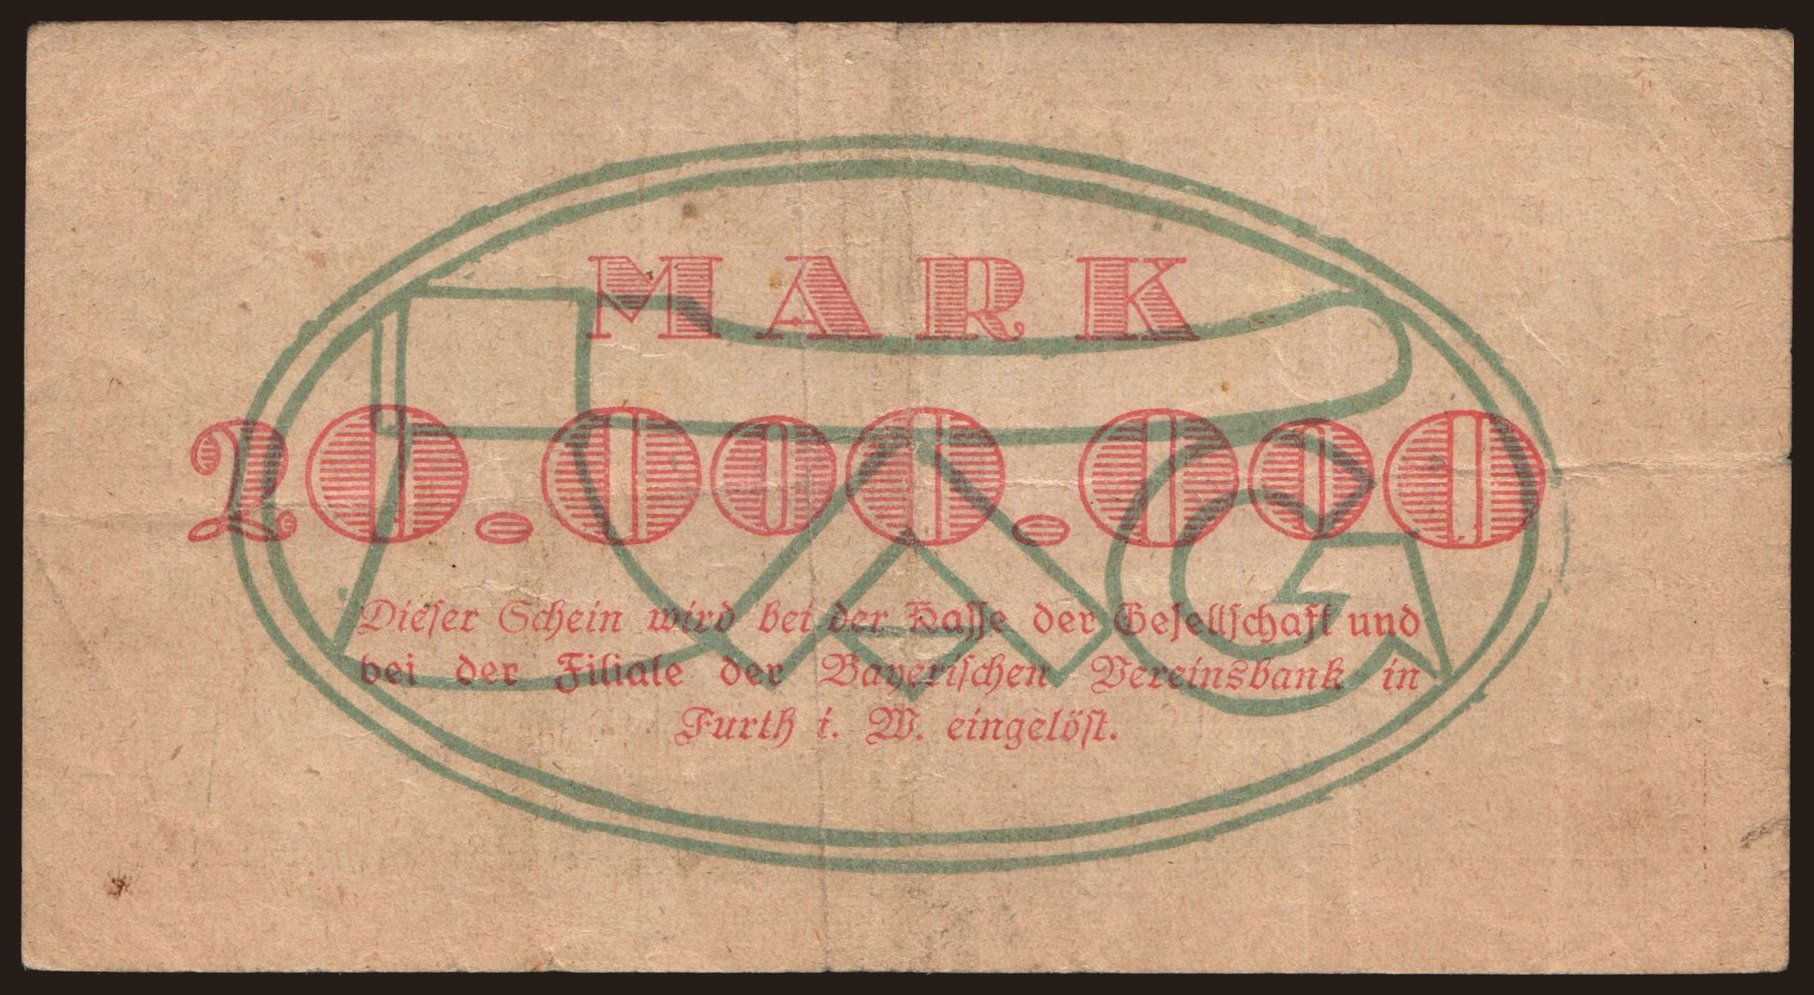 MARK
20.000.000
Dieser Schein wird bei der Kasse der Gesellschaft und
bei der Filiale der Bayerischen Vereinsbank in
Furth i. W. eingelöst.